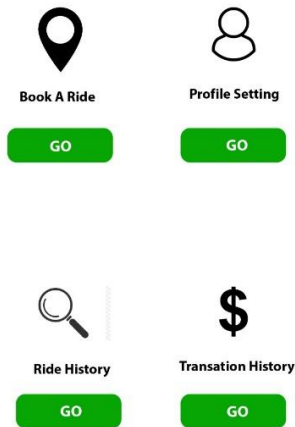 Book A Ride
Profile Setting
GO
GO
$
Ride History
Transation History
GO
GO